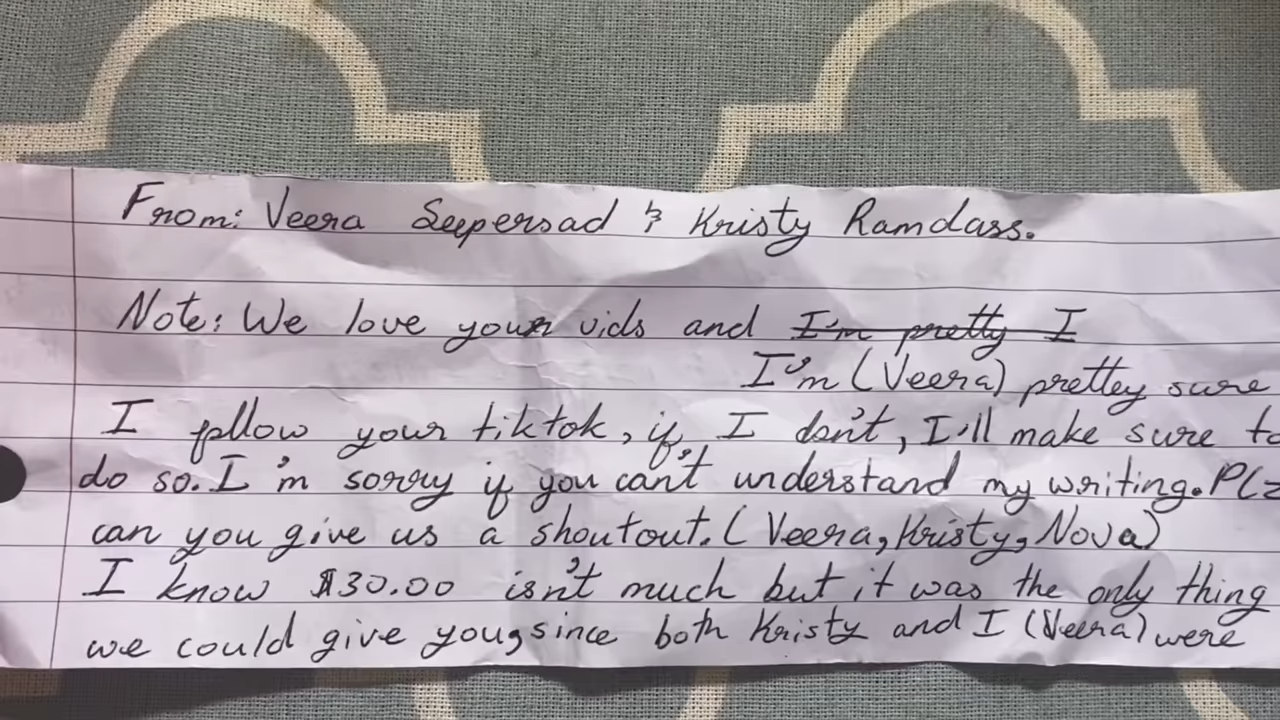 From: Veera Seepersad & Kristy Ramdass.
Note: We love your vids and I'm pretty I
I'm (Veera) prettey sure
I follow your tiktok, if I don't, I'll make sure to
do so. I'm sorry if you can't understand my writing. Plz
can you give us a shoutout. (Veera, Kristy, Nova)
I know $30.00 isn't much but it was the only thing
we could give you, since both Kristy and I (Veera) were